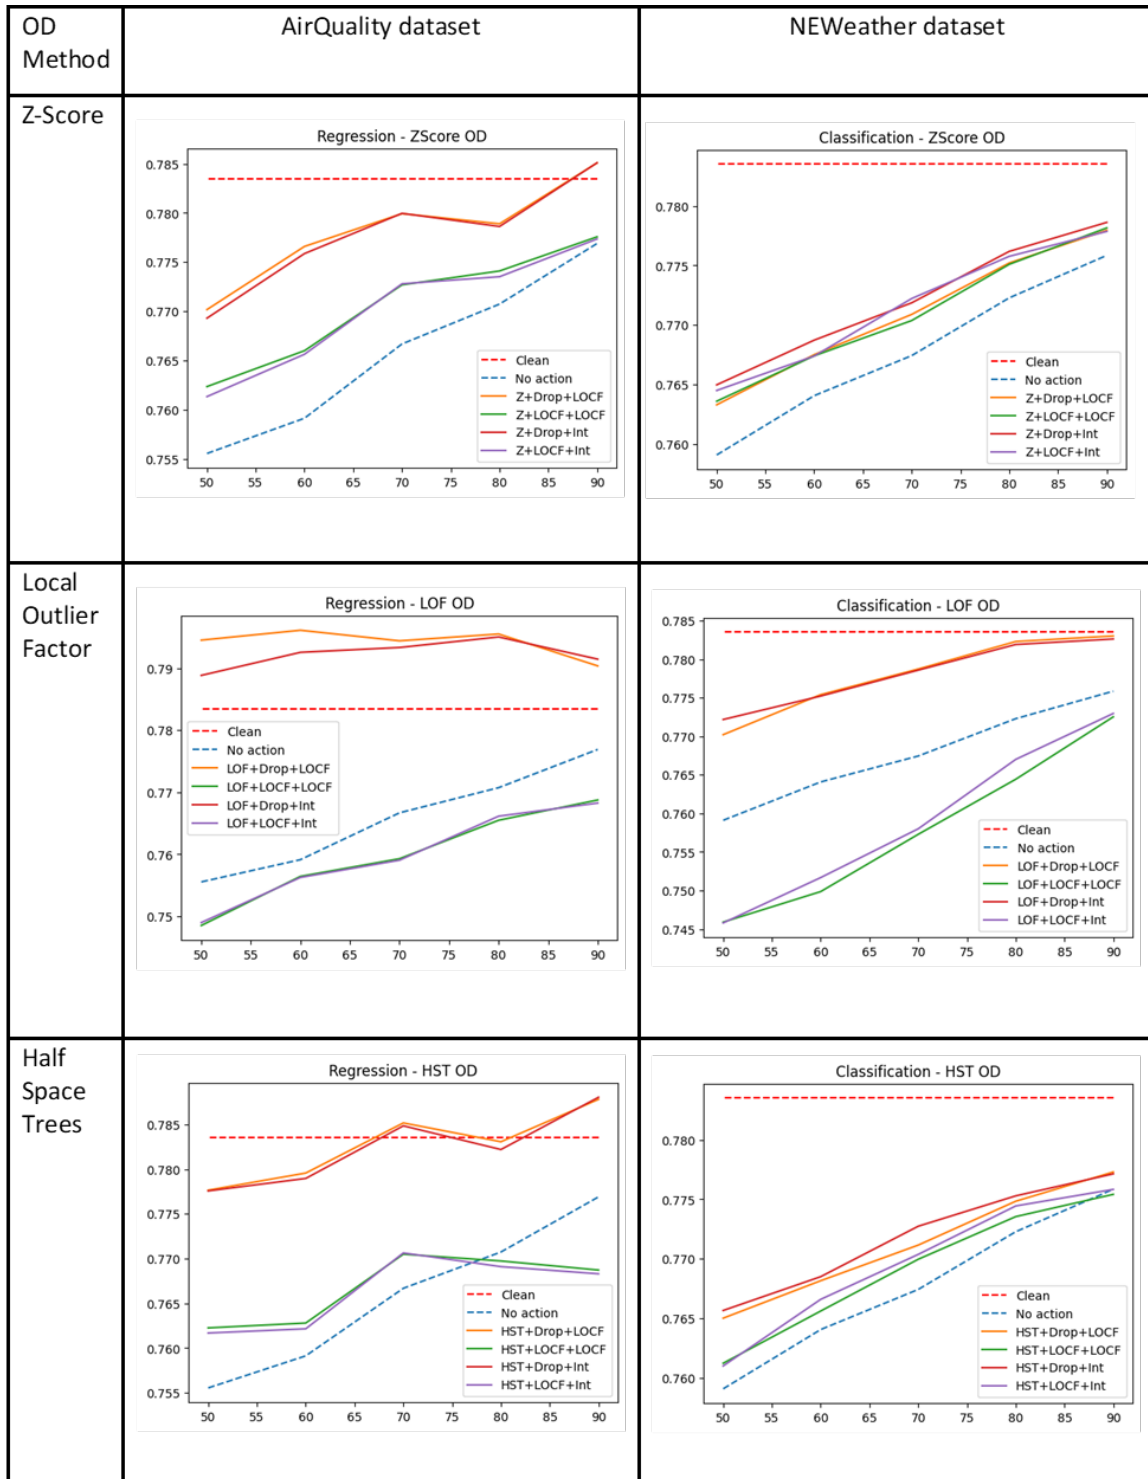 OD
Method
AirQuality dataset
NEWeather dataset
Z-Score
Regression - ZScore OD
0.785
0.780
0.775
0.770
0.765
0.760
0.755
Clean
No action
Z+Drop+LOCF
Z+LOCF+LOCF
Z+Drop+Int
Z+LOCF+Int
50 55 60 65 70 75 80 85 90
Classification - ZScore OD
0.780
0.775
0.770
0.765
0.760
Clean
No action
Z+Drop+LOCF
Z+LOCF+LOCF
Z+Drop+Int
Z+LOCF+Int
50 55 60 65 70 75 80 85 90
Local
Outlier
Factor
Regression - LOF OD
0.79
0.78
0.77
0.76
0.75
Clean
No action
LOF+Drop+LOCF
LOF+LOCF+LOCF
LOF+Drop+Int
LOF+LOCF+Int
50 55 60 65 70 75 80 85 90
Classification - LOF OD
0.785
0.780
0.775
0.770
0.765
0.760
0.755
0.750
0.745
Clean
No action
LOF+Drop+LOCF
LOF+LOCF+LOCF
LOF+Drop+Int
LOF+LOCF+Int
50 55 60 65 70 75 80 85 90
Half
Space
Trees
Regression - HST OD
0.785
0.780
0.775
0.770
0.765
0.760
0.755
Clean
No action
HST+Drop+LOCF
HST+LOCF+LOCF
HST+Drop+Int
HST+LOCF+Int
50 55 60 65 70 75 80 85 90
Classification - HST OD
0.780
0.775
0.770
0.765
0.760
Clean
No action
HST+Drop+LOCF
HST+LOCF+LOCF
HST+Drop+Int
HST+LOCF+Int
50 55 60 65 70 75 80 85 90